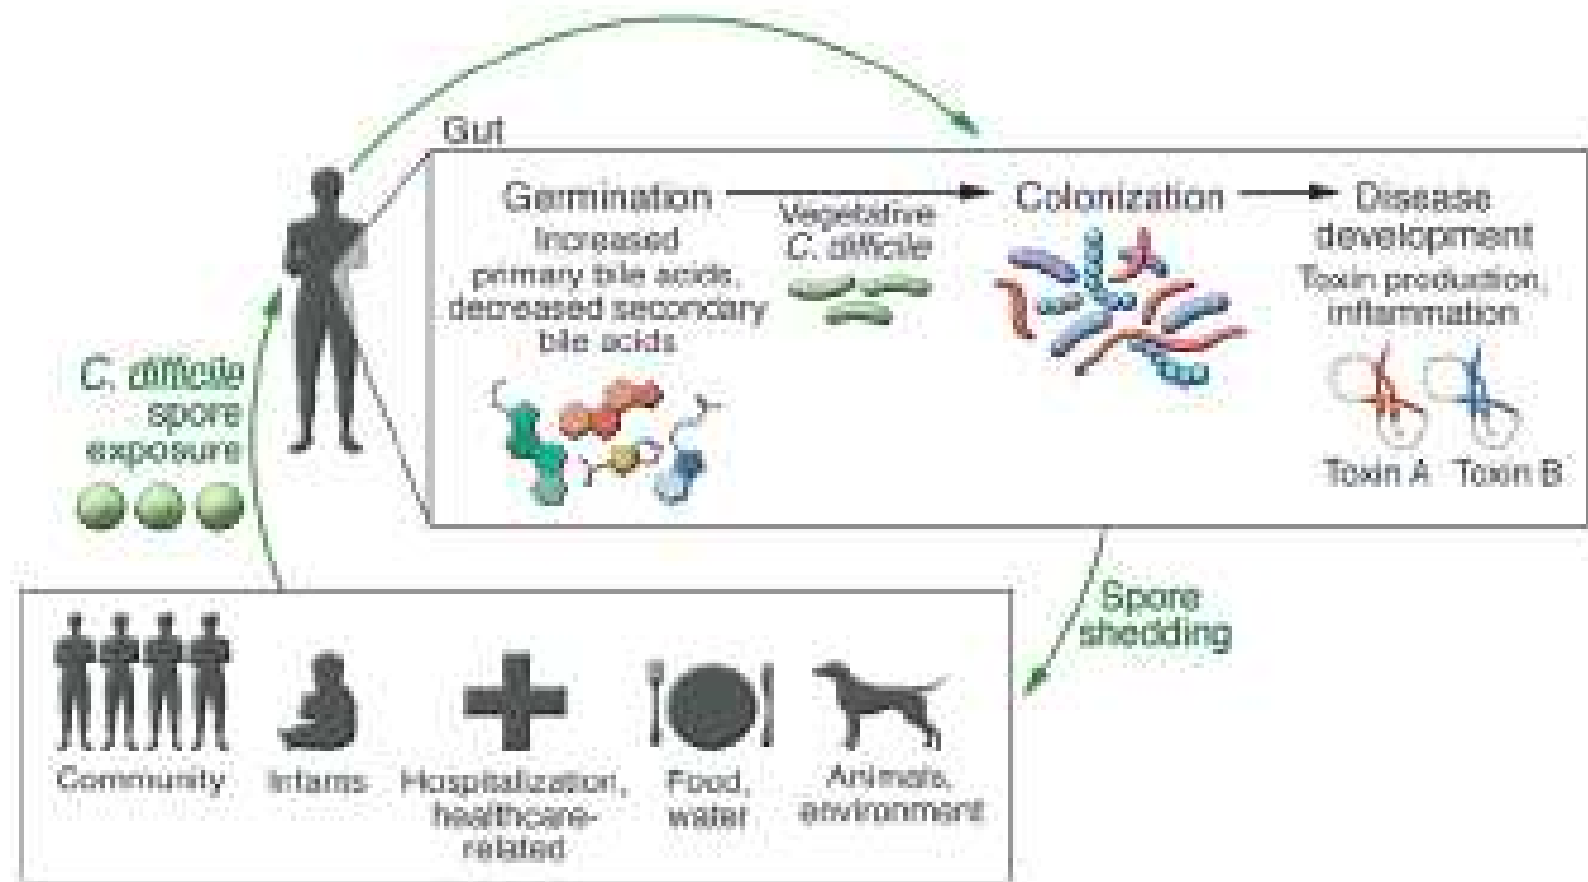 Gut
Germination
Increased
primary bile acids,
decreased secondary
bile acids
Vegetative
C. difficile
Colonization
Disease
development
Toxin production,
inflammation
Toxin A
Toxin B
C. difficile
spore
exposure
Spore
shedding
Community
Infants
Hospitalization,
healthcare-
related
Food,
water
Animals,
environment